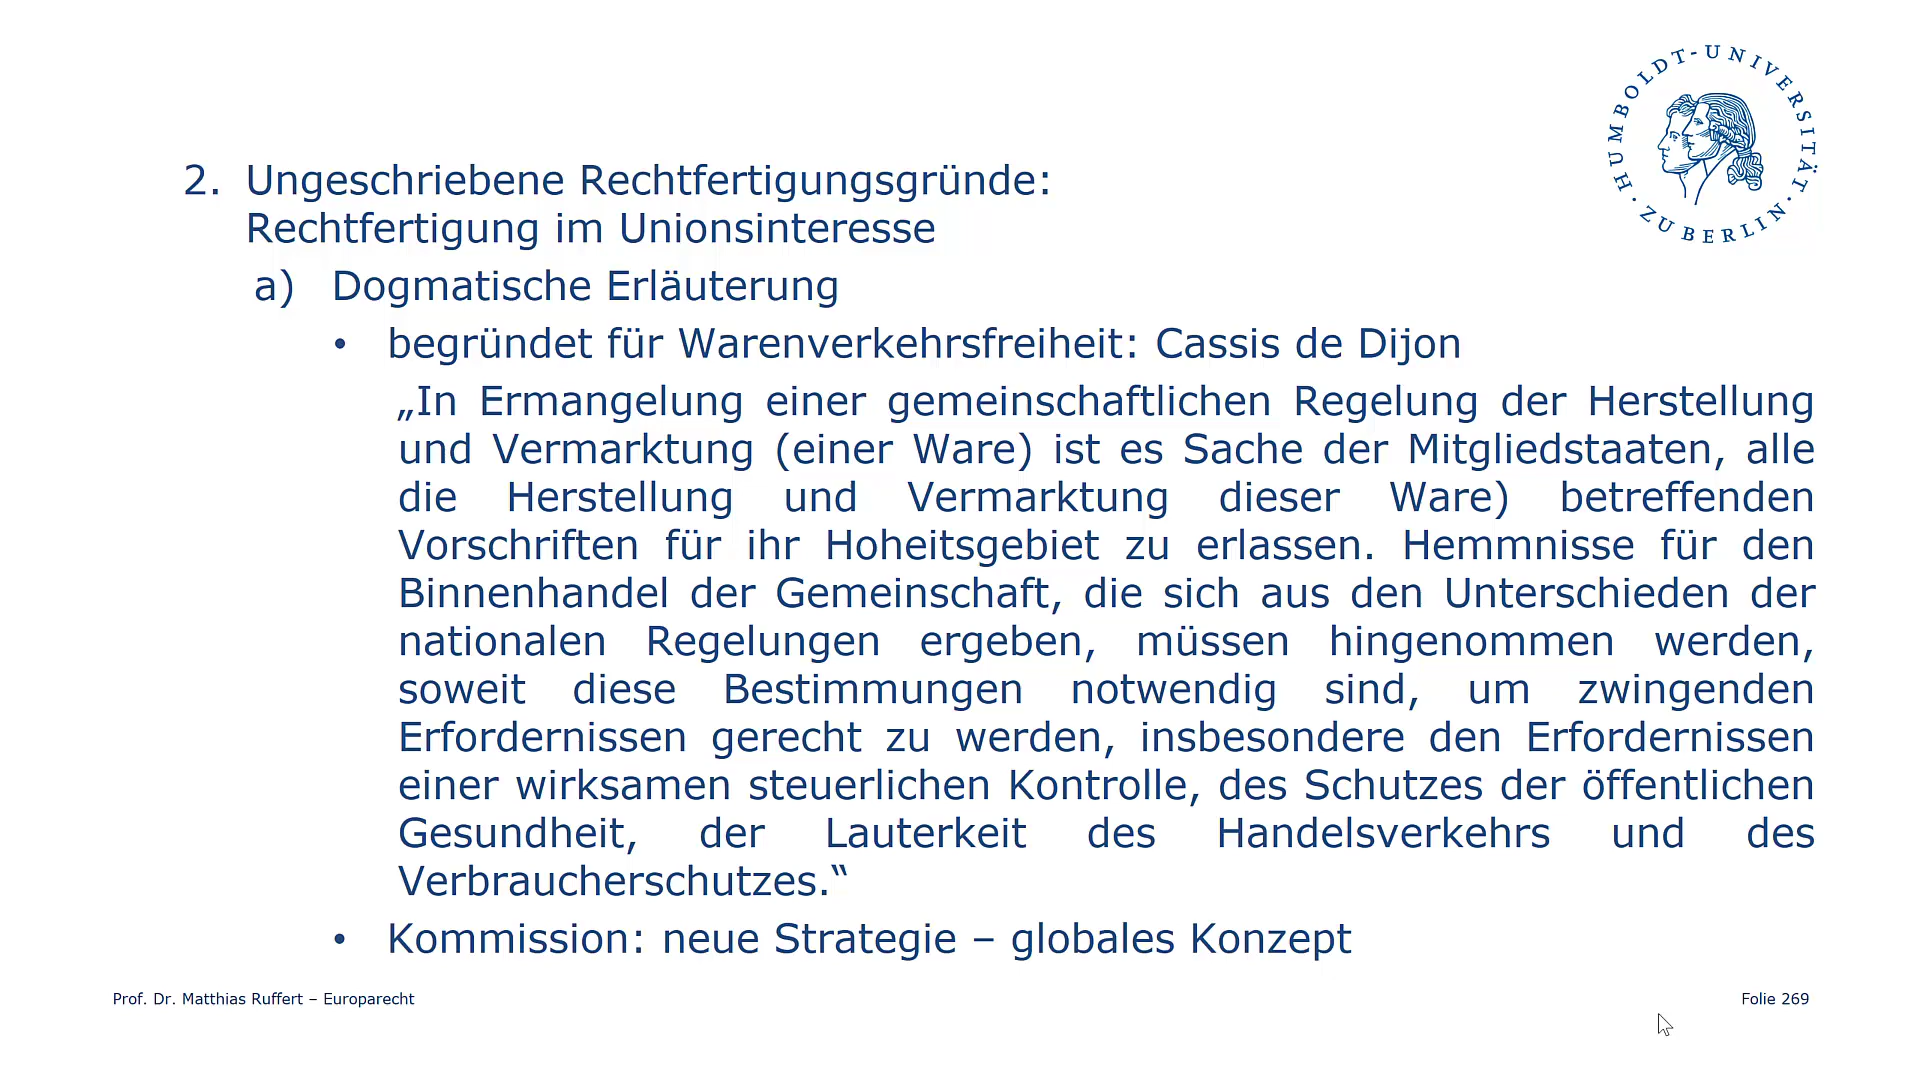 HUMBOLDT-UNIVERSITÄT · ZU BERLIN ·
2. Ungeschriebene Rechtfertigungsgründe:
Rechtfertigung im Unionsinteresse
a) Dogmatische Erläuterung
• begründet für Warenverkehrsfreiheit: Cassis de Dijon
„In Ermangelung einer gemeinschaftlichen Regelung der Herstellung
und Vermarktung (einer Ware) ist es Sache der Mitgliedstaaten, alle
die Herstellung und Vermarktung dieser Ware) betreffenden
Vorschriften für ihr Hoheitsgebiet zu erlassen. Hemmnisse für den
Binnenhandel der Gemeinschaft, die sich aus den Unterschieden der
nationalen Regelungen ergeben, müssen hingenommen werden,
soweit diese Bestimmungen notwendig sind, um zwingenden
Erfordernissen gerecht zu werden, insbesondere den Erfordernissen
einer wirksamen steuerlichen Kontrolle, des Schutzes der öffentlichen
Gesundheit, der Lauterkeit des Handelsverkehrs und des
Verbraucherschutzes.“
• Kommission: neue Strategie – globales Konzept
Prof. Dr. Matthias Ruffert – Europarecht
Folie 269